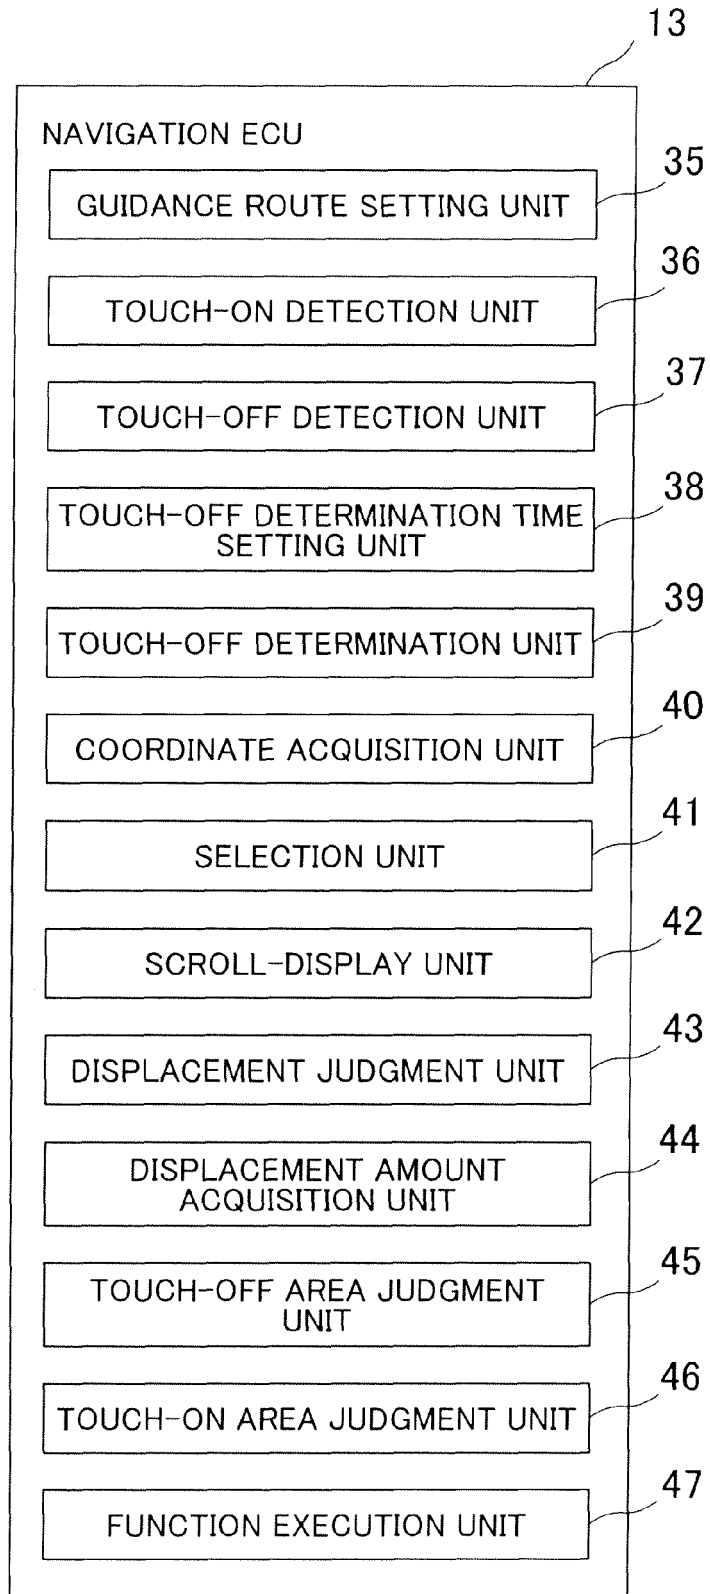 13
NAVIGATION ECU
35
GUIDANCE ROUTE SETTING UNIT
36
TOUCH-ON DETECTION UNIT
37
TOUCH-OFF DETECTION UNIT
38
TOUCH-OFF DETERMINATION TIME
SETTING UNIT
39
TOUCH-OFF DETERMINATION UNIT
40
COORDINATE ACQUISITION UNIT
41
SELECTION UNIT
42
SCROLL-DISPLAY UNIT
43
DISPLACEMENT JUDGMENT UNIT
44
DISPLACEMENT AMOUNT
ACQUISITION UNIT
45
TOUCH-OFF AREA JUDGMENT
UNIT
46
TOUCH-ON AREA JUDGMENT UNIT
47
FUNCTION EXECUTION UNIT